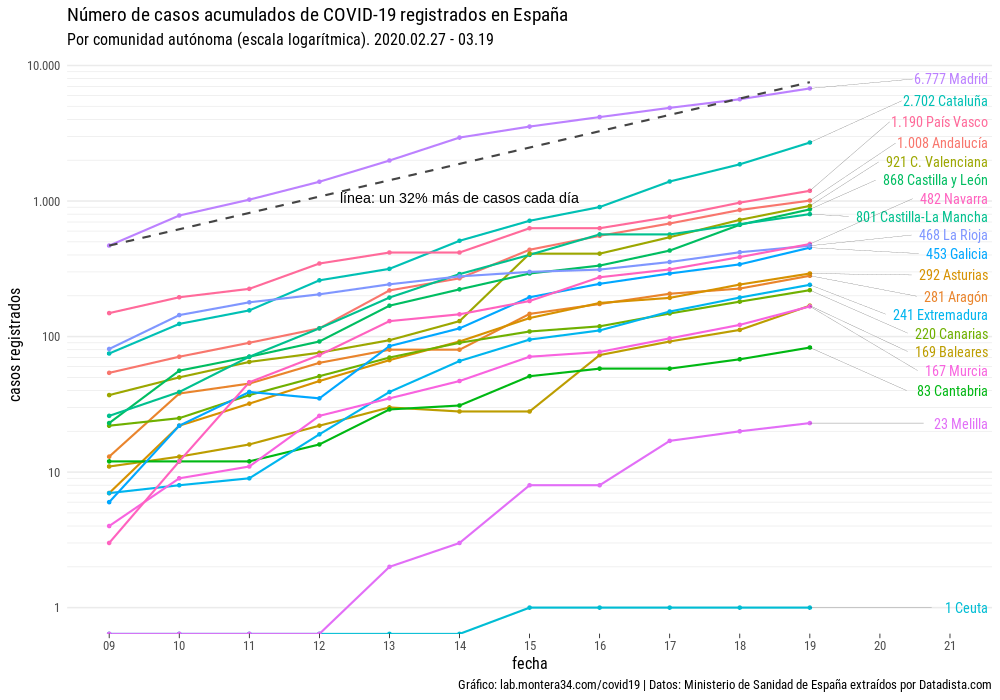 Número de casos acumulados de COVID-19 registrados en España
Por comunidad autónoma (escala logarítmica). 2020.02.27 - 03.19
10.000
1.000
100
10
1
casos registrados
línea: un 32% más de casos cada día
6.777 Madrid
2.702 Cataluña
1.190 País Vasco
1.008 Andalucía
921 C. Valenciana
868 Castilla y León
482 Navarra
801 Castilla-La Mancha
468 La Rioja
453 Galicia
292 Asturias
281 Aragón
241 Extremadura
220 Canarias
169 Baleares
167 Murcia
83 Cantabria
23 Melilla
1 Ceuta
09 10 11 12 13 14 15 16 17 18 19 20 21
fecha
Gráfico: lab.montera34.com/covid19 | Datos: Ministerio de Sanidad de España extraídos por Datadista.com